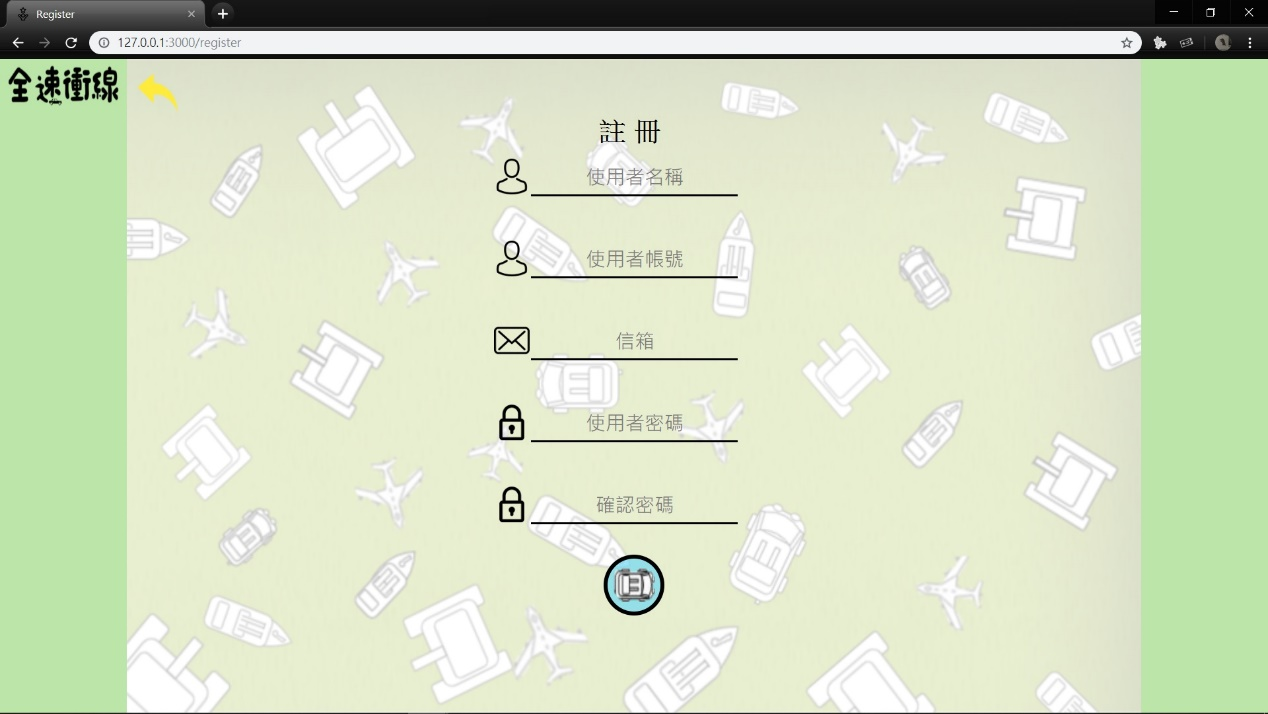 Register
127.0.0.1:3000/register
全速衝線
註 冊
使用者名稱
使用者帳號
信箱
使用者密碼
確認密碼